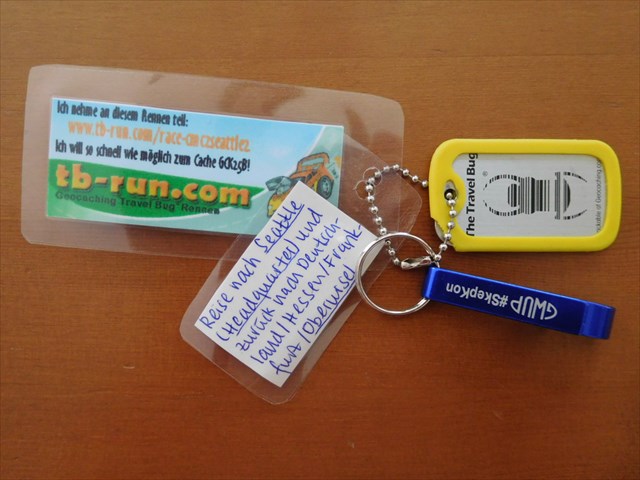 Ich nehme an diesem Rennen teil:
www.tb-run.com/race-cmc2seattle2
Ich will so schnell wie möglich zum Cache GCK25B!
tb-run.com
Geocaching Travel Bug® Rennen
Reise nach Seattle
(Headquarter) und
zurück nach Deutsch-
land/Hessen/Frank-
furt/Oberursel
The Travel Bug
®
GWUP #SkepKon